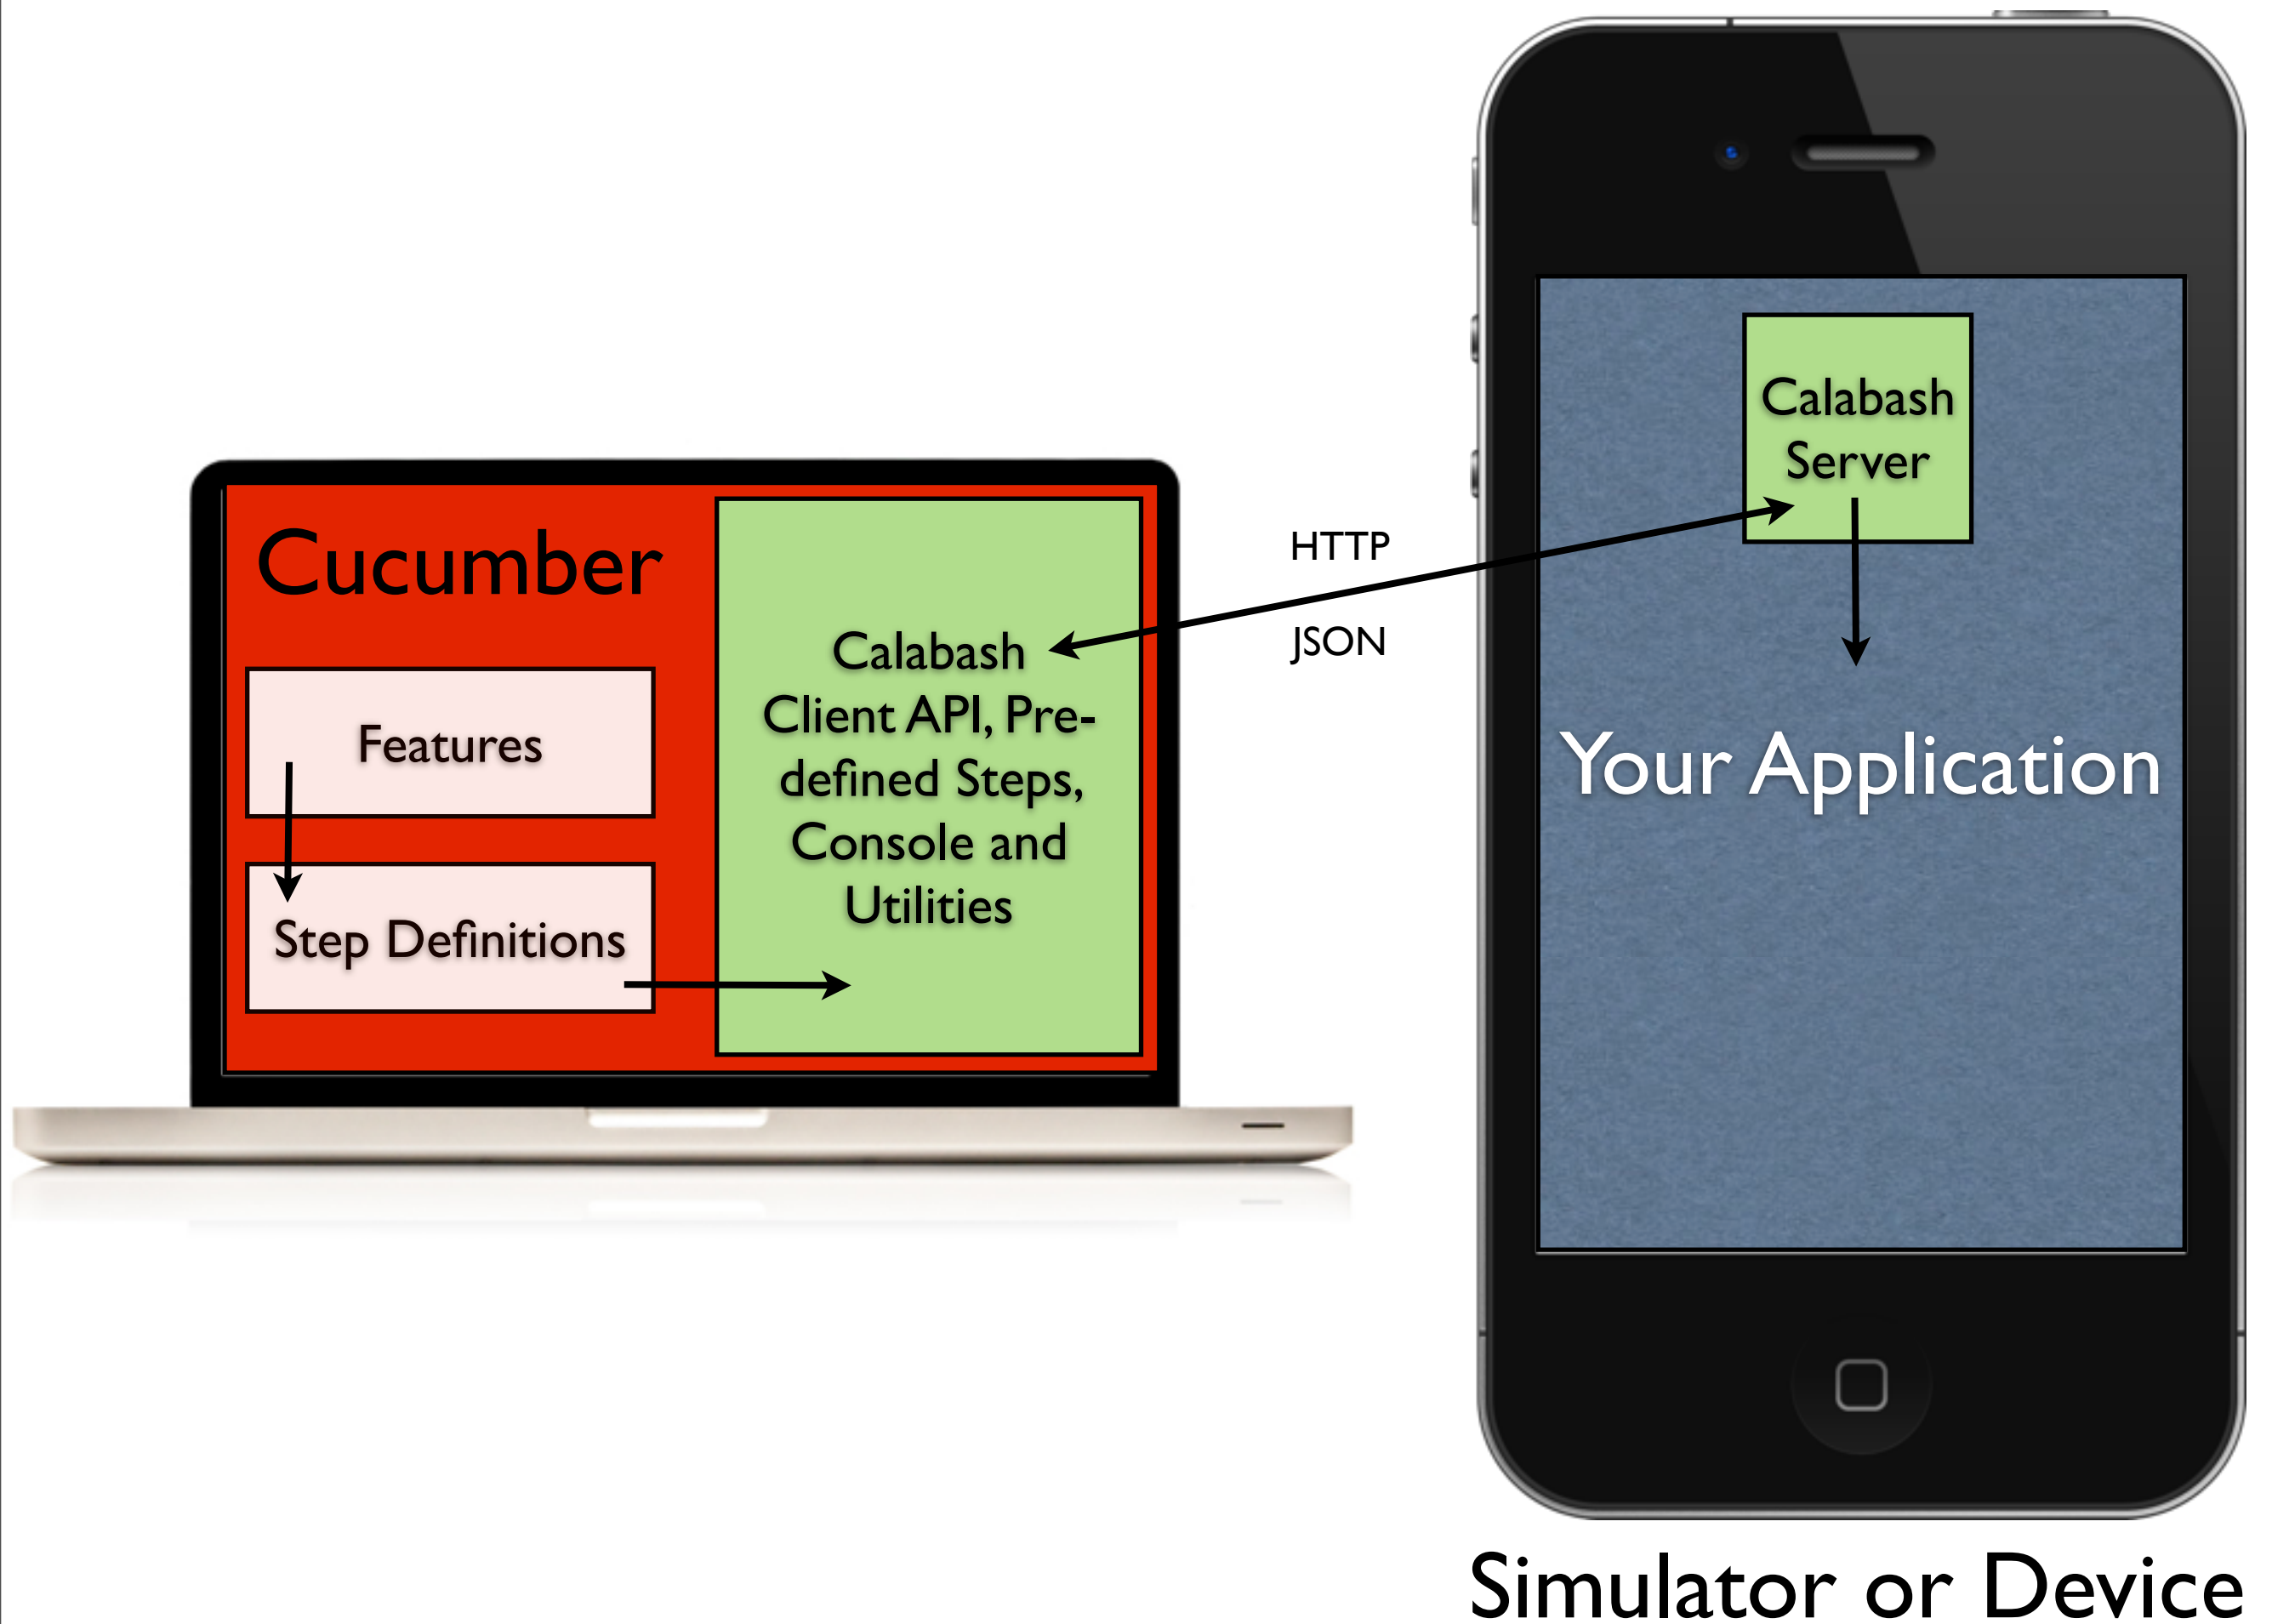 Cucumber
Features
Step Definitions
Calabash
Client API, Pre-
defined Steps,
Console and
Utilities
HTTP
JSON
Calabash
Server
Your Application
Simulator or Device